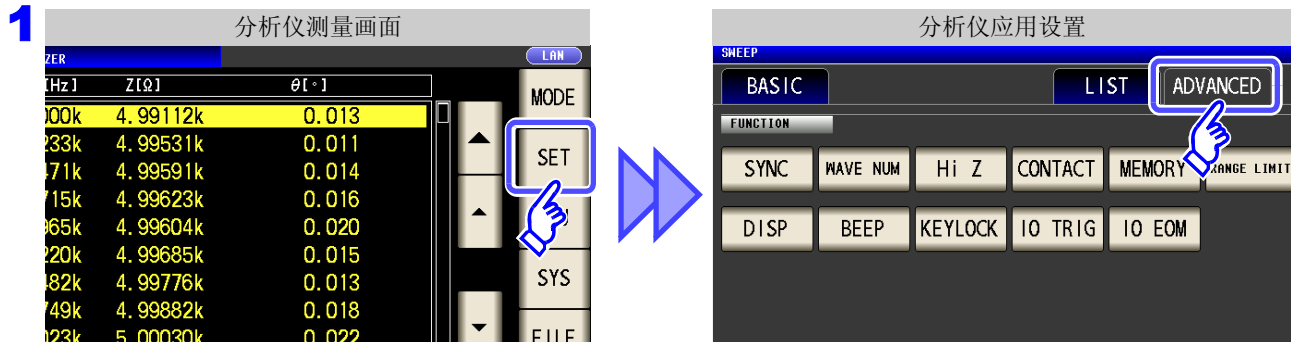 1
分析仪测量画面
ZER
LAN
[Hz] Z[Ω] θ[°]
000k 4.99112k 0.013
233k 4.99531k 0.011
471k 4.99591k 0.014
715k 4.99623k 0.016
965k 4.99604k 0.020
220k 4.99685k 0.015
482k 4.99776k 0.013
749k 4.99882k 0.018
023k 5.00030k 0.022
MODE
SET
SYS
FILE
分析仪应用设置
SWEEP
BASIC LIST ADVANCED
FUNCTION
SYNC WAVE NUM Hi Z CONTACT MEMORY RANGE LIMIT
DISP BEEP KEYLOCK IO TRIG IO EOM